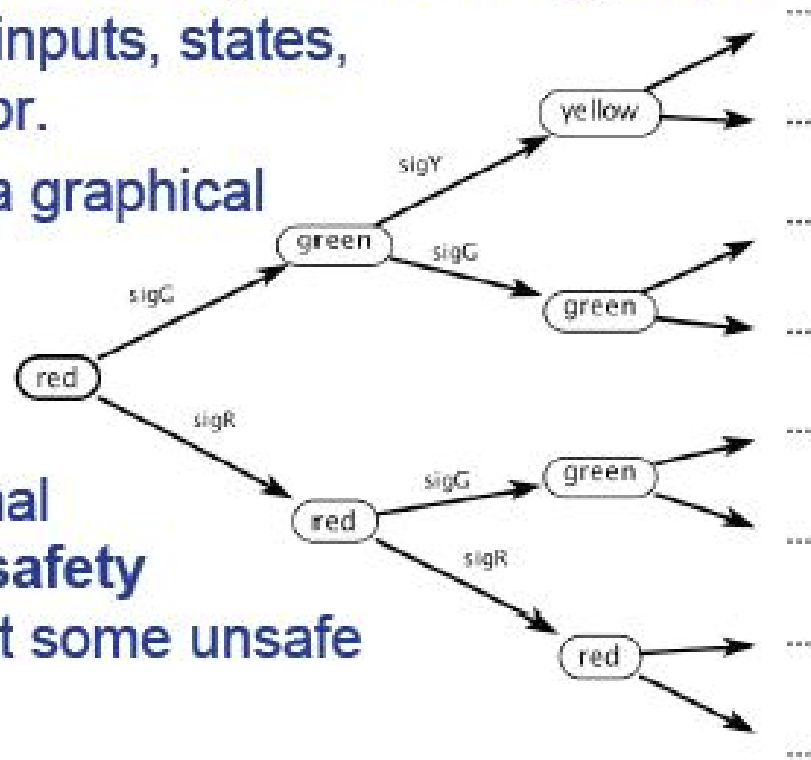 inputs, states,
or.
a graphical
nal
safety
t some unsafe
yellow
sigY
green
sigG
green
sigG
red
sigR
green
sigG
red
sigR
red